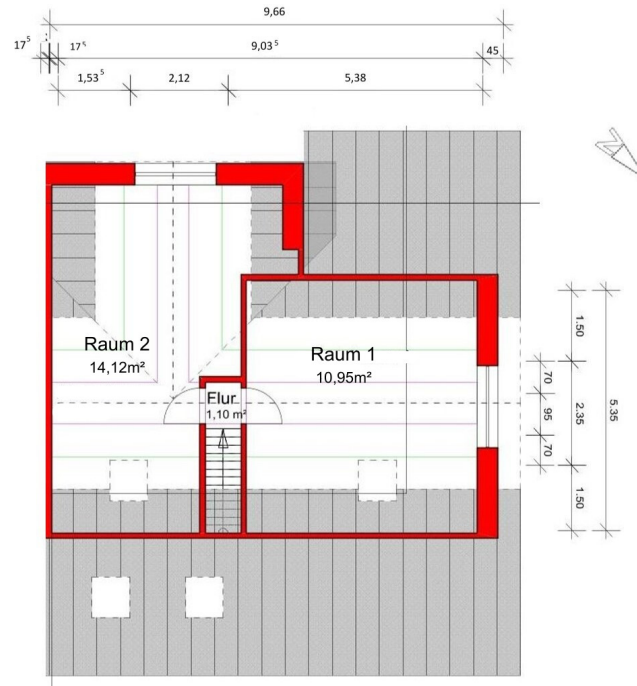 9,66
17⁵ 17⁵ 9,03⁵ 45
1,53⁵ 2,12 5,38
N
Raum 2
14,12m²
Raum 1
10,95m²
Flur
1,10 m²
1.50
70
2.35
95
5.35
70
1.50